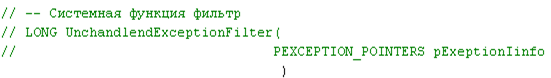 // -- Системная функция фильтр
// LONG UnchandlendExceptionFilter(
// PEXCEPTION_POINTERS pExeptionIinfo
)